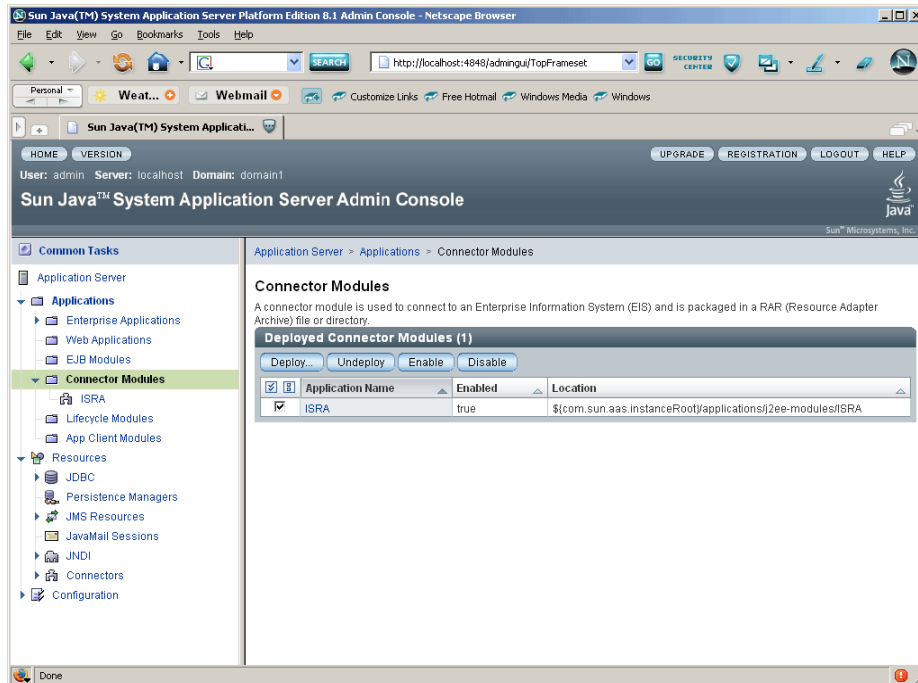 Sun Java(TM) System Application Server Platform Edition 8.1 Admin Console - Netscape Browser
File Edit View Go Bookmarks Tools Help
SEARCH http://localhost:4848/admingui/TopFrameset GO SECURITY CENTER
Personal Weat... Webmail Customize Links Free Hotmail Windows Media Windows
Sun Java(TM) System Applicati...
HOME VERSION UPGRADE REGISTRATION LOGOUT HELP
User: admin Server: localhost Domain: domain1
Sun Java™ System Application Server Admin Console
Java
Sun™ Microsystems, Inc.
Common Tasks
Application Server
Applications
Enterprise Applications
Web Applications
EJB Modules
Connector Modules
ISRA
Lifecycle Modules
App Client Modules
Resources
JDBC
Persistence Managers
JMS Resources
JavaMail Sessions
JNDI
Connectors
Configuration
Application Server > Applications > Connector Modules
Connector Modules
A connector module is used to connect to an Enterprise Information System (EIS) and is packaged in a RAR (Resource Adapter
Archive) file or directory.
Deployed Connector Modules (1)
Deploy... Undeploy Enable Disable
Application Name Enabled Location
ISRA true ${com.sun.aas.instanceRoot}/applications/j2ee-modules/ISRA
Done